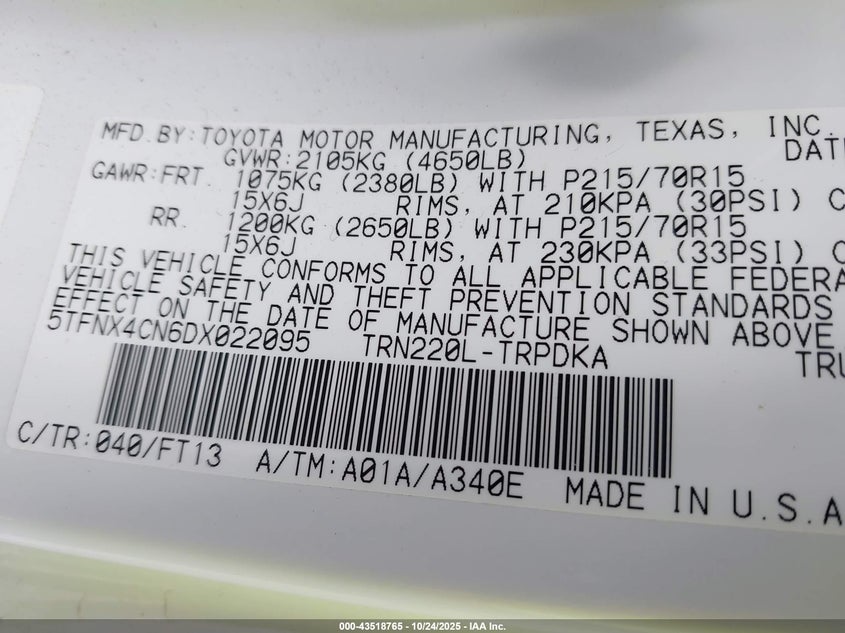 MFD.BY:TOYOTA MOTOR MANUFACTURING, TEXAS, INC.
GVWR:2105KG (4650LB) DAT
GAWR:FRT. 1075KG (2380LB) WITH P215/70R15
15X6J RIMS, AT 210KPA (30PSI) C
RR. 1200KG (2650LB) WITH P215/70R15
15X6J RIMS, AT 230KPA (33PSI) C
THIS VEHICLE CONFORMS TO ALL APPLICABLE FEDERA
VEHICLE SAFETY AND THEFT PREVENTION STANDARDS
EFFECT ON THE DATE OF MANUFACTURE SHOWN ABOVE
5TFNX4CN6DX022095 TRN220L-TRPDKA TRU
C/TR:040/FT13 A/TM:A01A/A340E MADE IN U.S.A
000-43518765 - 10/24/2025 - IAA Inc.